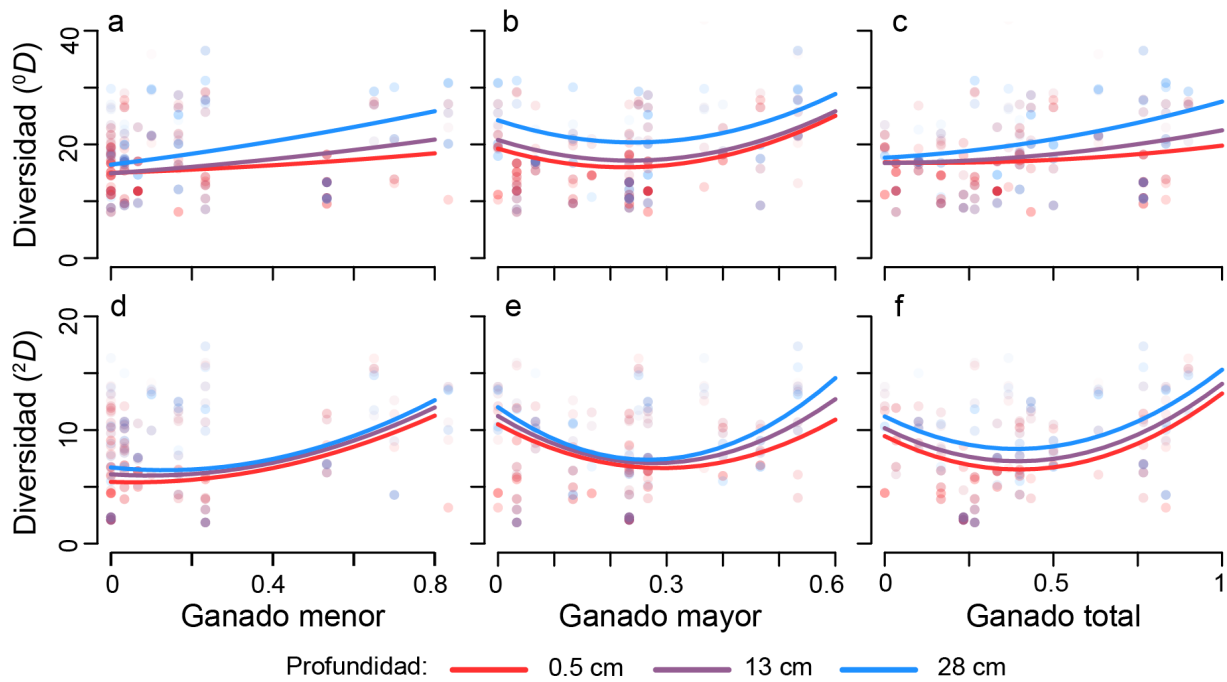 a
b
c
Diversidad (⁰D)
0
20
40
d
e
f
Diversidad (²D)
0
10
20
0
0.4
0.8
0
0.3
0.6
0
0.5
1
Ganado menor
Ganado mayor
Ganado total
Profundidad: 0.5 cm 13 cm 28 cm